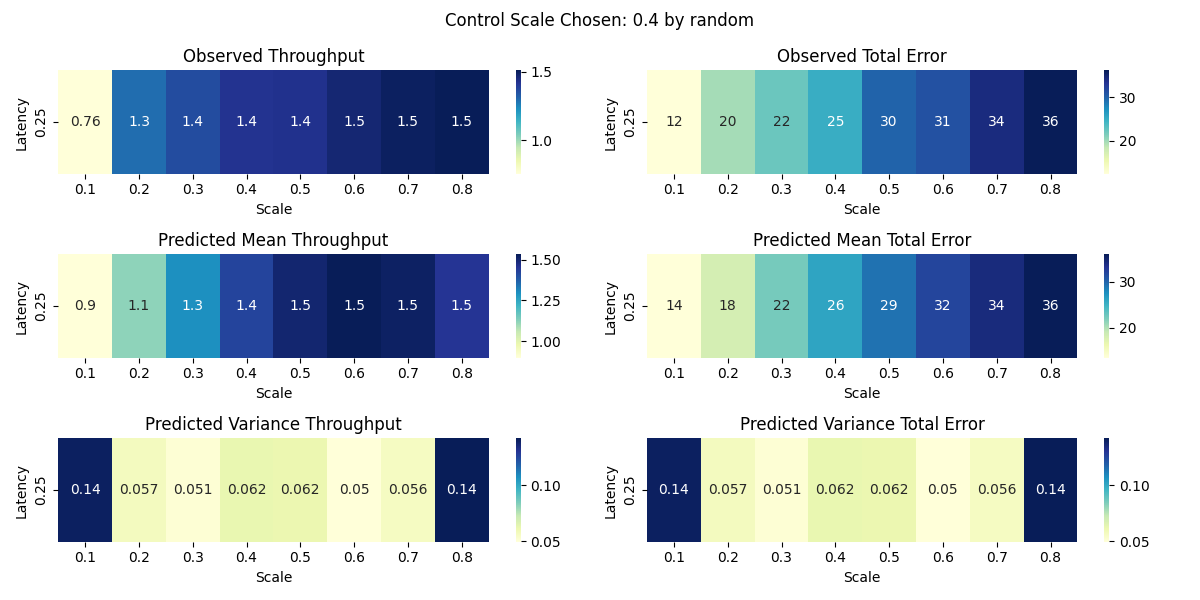 Control Scale Chosen: 0.4 by random
Observed Throughput
Latency
0.25
0.76 1.3 1.4 1.4 1.4 1.5 1.5 1.5
0.1 0.2 0.3 0.4 0.5 0.6 0.7 0.8
Scale
1.5
1.0
Observed Total Error
Latency
0.25
12 20 22 25 30 31 34 36
0.1 0.2 0.3 0.4 0.5 0.6 0.7 0.8
Scale
30
20
Predicted Mean Throughput
Latency
0.25
0.9 1.1 1.3 1.4 1.5 1.5 1.5 1.5
0.1 0.2 0.3 0.4 0.5 0.6 0.7 0.8
Scale
1.50
1.25
1.00
Predicted Mean Total Error
Latency
0.25
14 18 22 26 29 32 34 36
0.1 0.2 0.3 0.4 0.5 0.6 0.7 0.8
Scale
30
20
Predicted Variance Throughput
Latency
0.25
0.14 0.057 0.051 0.062 0.062 0.05 0.056 0.14
0.1 0.2 0.3 0.4 0.5 0.6 0.7 0.8
Scale
0.10
0.05
Predicted Variance Total Error
Latency
0.25
0.14 0.057 0.051 0.062 0.062 0.05 0.056 0.14
0.1 0.2 0.3 0.4 0.5 0.6 0.7 0.8
Scale
0.10
0.05